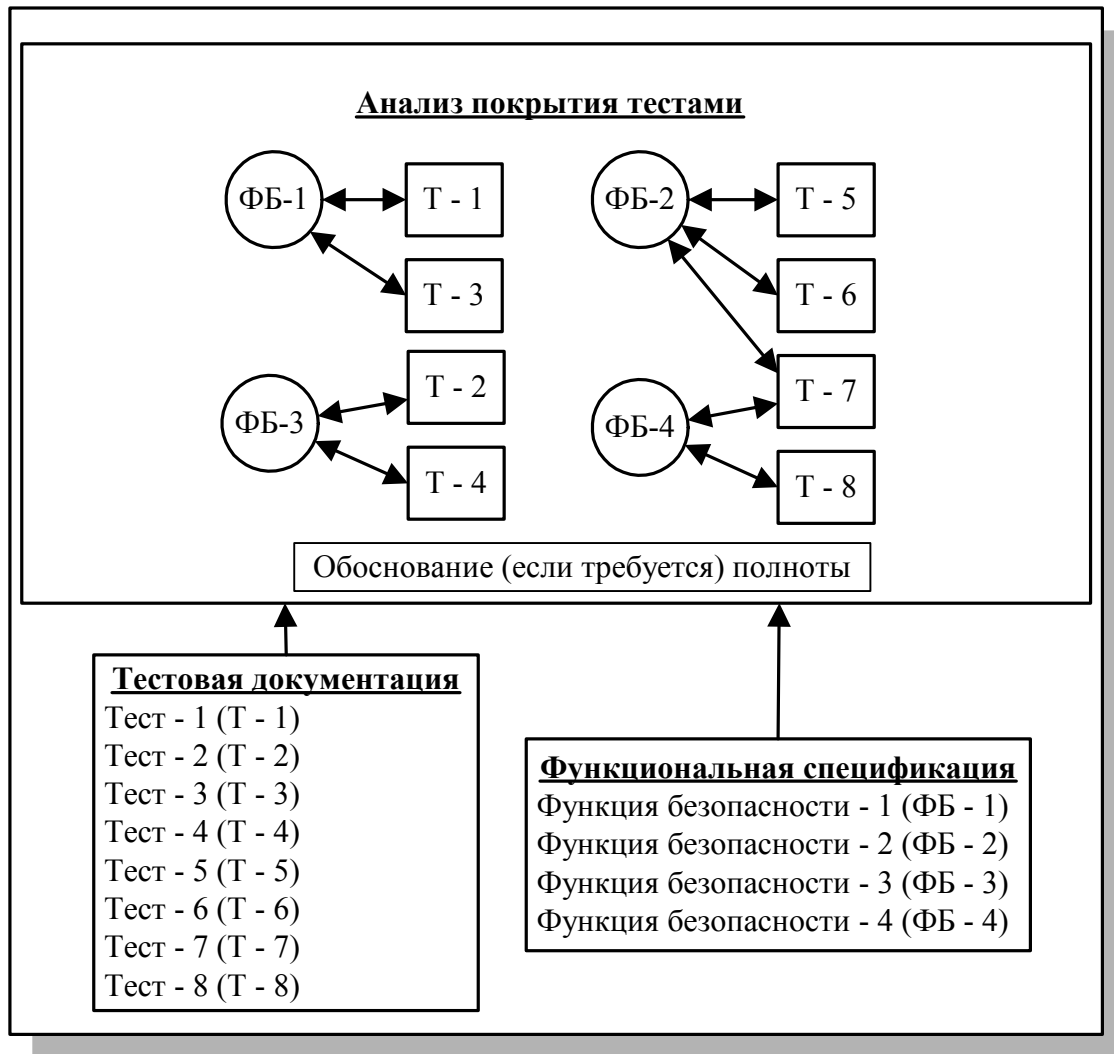 Анализ покрытия тестами
ФБ-1
Т - 1
Т - 3
ФБ-3
Т - 2
Т - 4
ФБ-2
Т - 5
Т - 6
Т - 7
ФБ-4
Т - 8
Обоснование (если требуется) полноты
Тестовая документация
Тест - 1 (Т - 1)
Тест - 2 (Т - 2)
Тест - 3 (Т - 3)
Тест - 4 (Т - 4)
Тест - 5 (Т - 5)
Тест - 6 (Т - 6)
Тест - 7 (Т - 7)
Тест - 8 (Т - 8)
Функциональная спецификация
Функция безопасности - 1 (ФБ - 1)
Функция безопасности - 2 (ФБ - 2)
Функция безопасности - 3 (ФБ - 3)
Функция безопасности - 4 (ФБ - 4)